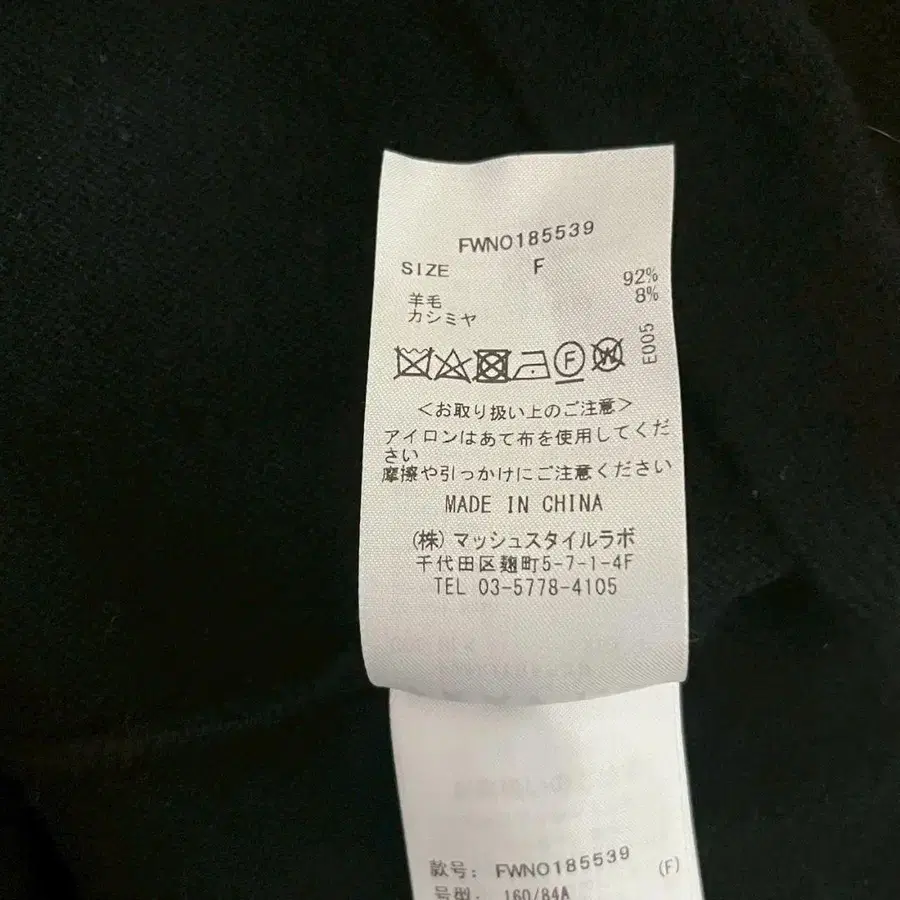 FWNO185539
SIZE F
羊毛 92%
カシミヤ 8%
E005
F W
＜お取り扱い上のご注意＞
アイロンはあて布を使用してくだ
さい
摩擦や引っかけにご注意ください
MADE IN CHINA
(株) マッシュスタイルラボ
千代田区麹町5-7-1-4F
TEL 03-5778-4105
款号: FWNO185539 (F)
号型: 160/84A